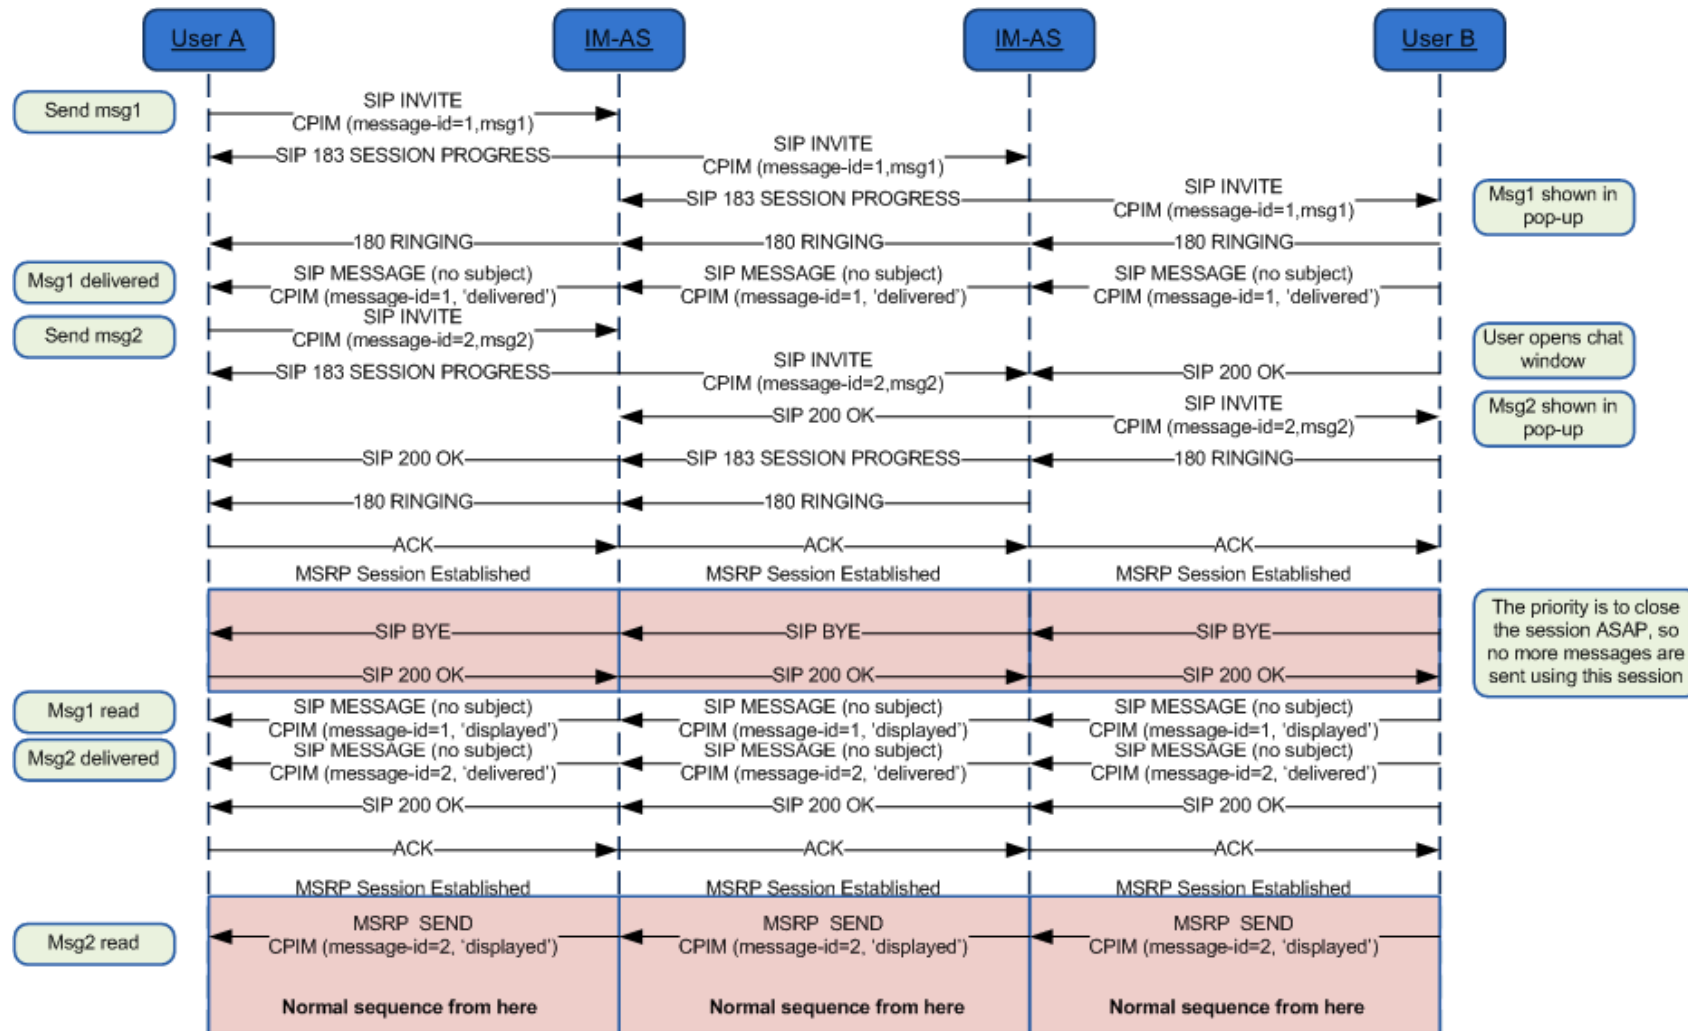 User A
IM-AS
IM-AS
User B
Send msg1
SIP INVITE
CPIM (message-id=1,msg1)
SIP 183 SESSION PROGRESS
SIP INVITE
CPIM (message-id=1,msg1)
SIP 183 SESSION PROGRESS
SIP INVITE
CPIM (message-id=1,msg1)
Msg1 shown in
pop-up
180 RINGING
180 RINGING
180 RINGING
Msg1 delivered
SIP MESSAGE (no subject)
CPIM (message-id=1, ‘delivered’)
SIP MESSAGE (no subject)
CPIM (message-id=1, ‘delivered’)
SIP MESSAGE (no subject)
CPIM (message-id=1, ‘delivered’)
Send msg2
SIP INVITE
CPIM (message-id=2,msg2)
User opens chat
window
SIP 183 SESSION PROGRESS
SIP INVITE
CPIM (message-id=2,msg2)
SIP 200 OK
SIP 200 OK
SIP INVITE
CPIM (message-id=2,msg2)
Msg2 shown in
pop-up
SIP 200 OK
SIP 183 SESSION PROGRESS
180 RINGING
180 RINGING
180 RINGING
ACK
ACK
ACK
MSRP Session Established
MSRP Session Established
MSRP Session Established
The priority is to close
the session ASAP, so
no more messages are
sent using this session
SIP BYE
SIP BYE
SIP BYE
SIP 200 OK
SIP 200 OK
SIP 200 OK
Msg1 read
SIP MESSAGE (no subject)
CPIM (message-id=1, ‘displayed’)
SIP MESSAGE (no subject)
CPIM (message-id=1, ‘displayed’)
SIP MESSAGE (no subject)
CPIM (message-id=1, ‘displayed’)
Msg2 delivered
SIP MESSAGE (no subject)
CPIM (message-id=2, ‘delivered’)
SIP MESSAGE (no subject)
CPIM (message-id=2, ‘delivered’)
SIP MESSAGE (no subject)
CPIM (message-id=2, ‘delivered’)
SIP 200 OK
SIP 200 OK
SIP 200 OK
ACK
ACK
ACK
MSRP Session Established
MSRP Session Established
MSRP Session Established
Msg2 read
MSRP SEND
CPIM (message-id=2, ‘displayed’)
MSRP SEND
CPIM (message-id=2, ‘displayed’)
MSRP SEND
CPIM (message-id=2, ‘displayed’)
Normal sequence from here
Normal sequence from here
Normal sequence from here